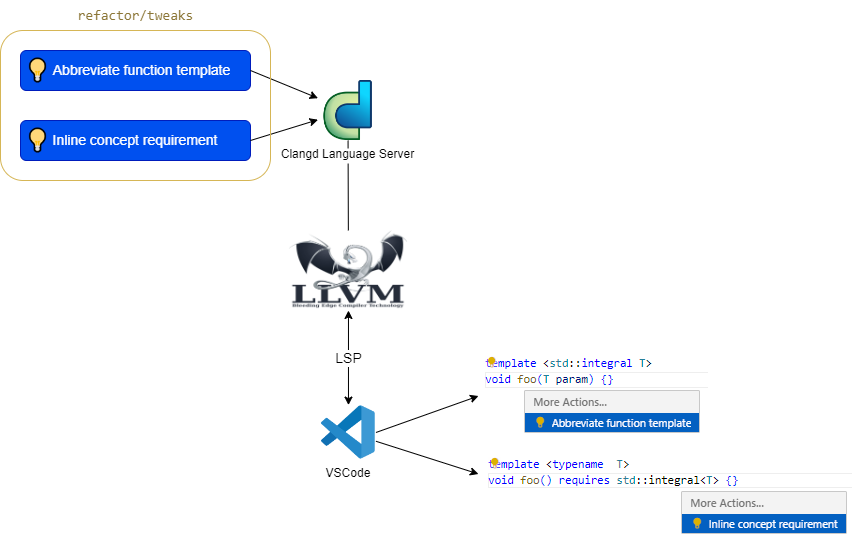 refactor/tweaks
Abbreviate function template
Inline concept requirement
Clangd Language Server
LLVM
Bleeding Edge Compiler Technology
LSP
VSCode
template <std::integral T>
void foo(T param) {}
More Actions...
Abbreviate function template
template <typename T>
void foo() requires std::integral<T> {}
More Actions...
Inline concept requirement